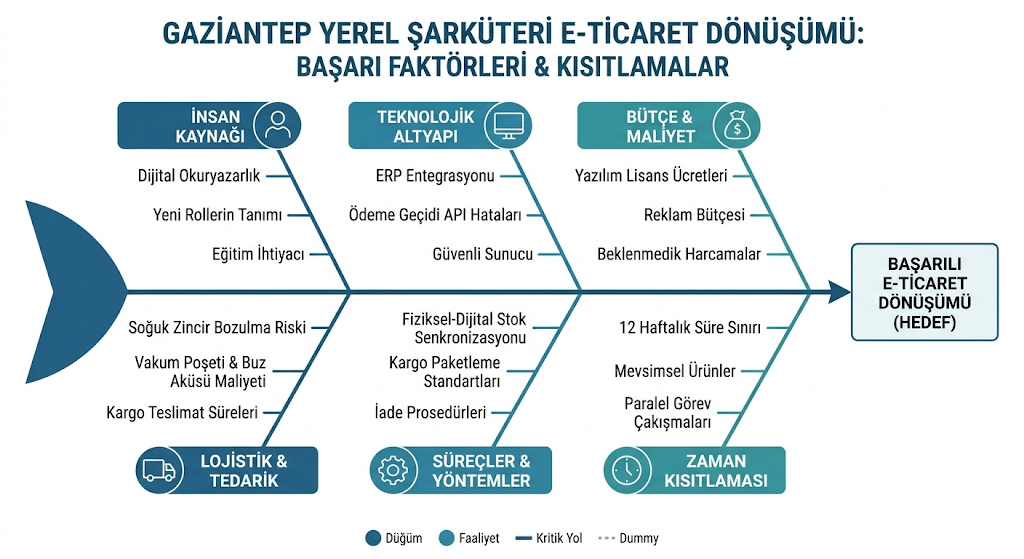 GAZİANTEP YEREL ŞARKÜTERİ E-TİCARET DÖNÜŞÜMÜ:
BAŞARI FAKTÖRLERİ & KISITLAMALAR
İNSAN
KAYNAĞI
Dijital Okuryazarlık
Yeni Rollerin Tanımı
Eğitim İhtiyacı
TEKNOLOJİK
ALTYAPI
ERP Entegrasyonu
Ödeme Geçidi API Hataları
Güvenli Sunucu
BÜTÇE &
MALİYET
$
Yazılım Lisans Ücretleri
Reklam Bütçesi
Beklenmedik Harcamalar
BAŞARILI
E-TİCARET
DÖNÜŞÜMÜ
(HEDEF)
Soğuk Zincir Bozulma Riski
Vakum Poşeti & Buz
Aküsü Maliyeti
Kargo Teslimat Süreleri
LOJİSTİK &
TEDARİK
Fiziksel-Dijital Stok
Senkronizasyonu
Kargo Paketleme
Standartları
İade Prosedürleri
SÜREÇLER &
YÖNTEMLER
12 Haftalık Süre Sınırı
Mevsimsel Ürünler
Paralel Görev
Çakışmaları
ZAMAN
KISITLAMASI
Düğüm
Faaliyet
Kritik Yol
Dummy